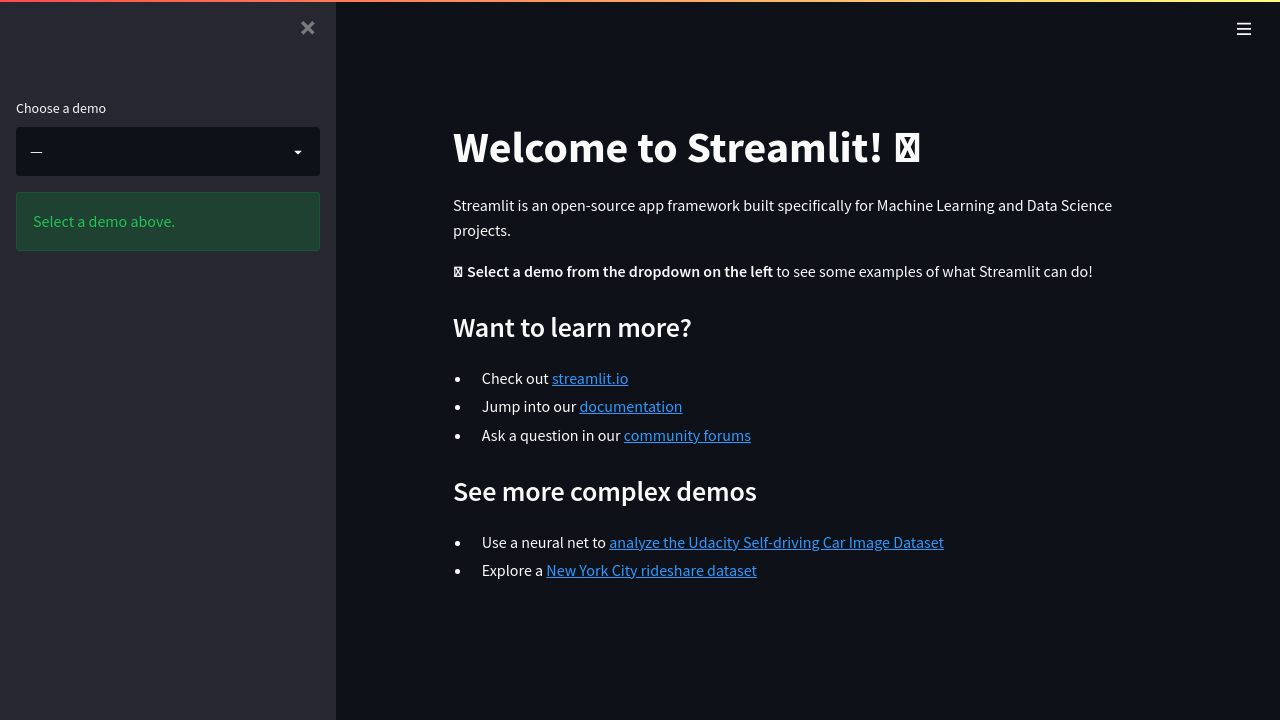 Choose a demo
—
Select a demo above.
Welcome to Streamlit!
Streamlit is an open-source app framework built specifically for Machine Learning and Data Science
projects.
Select a demo from the dropdown on the left to see some examples of what Streamlit can do!
Want to learn more?
• Check out streamlit.io
• Jump into our documentation
• Ask a question in our community forums
See more complex demos
• Use a neural net to analyze the Udacity Self-driving Car Image Dataset
• Explore a New York City rideshare dataset